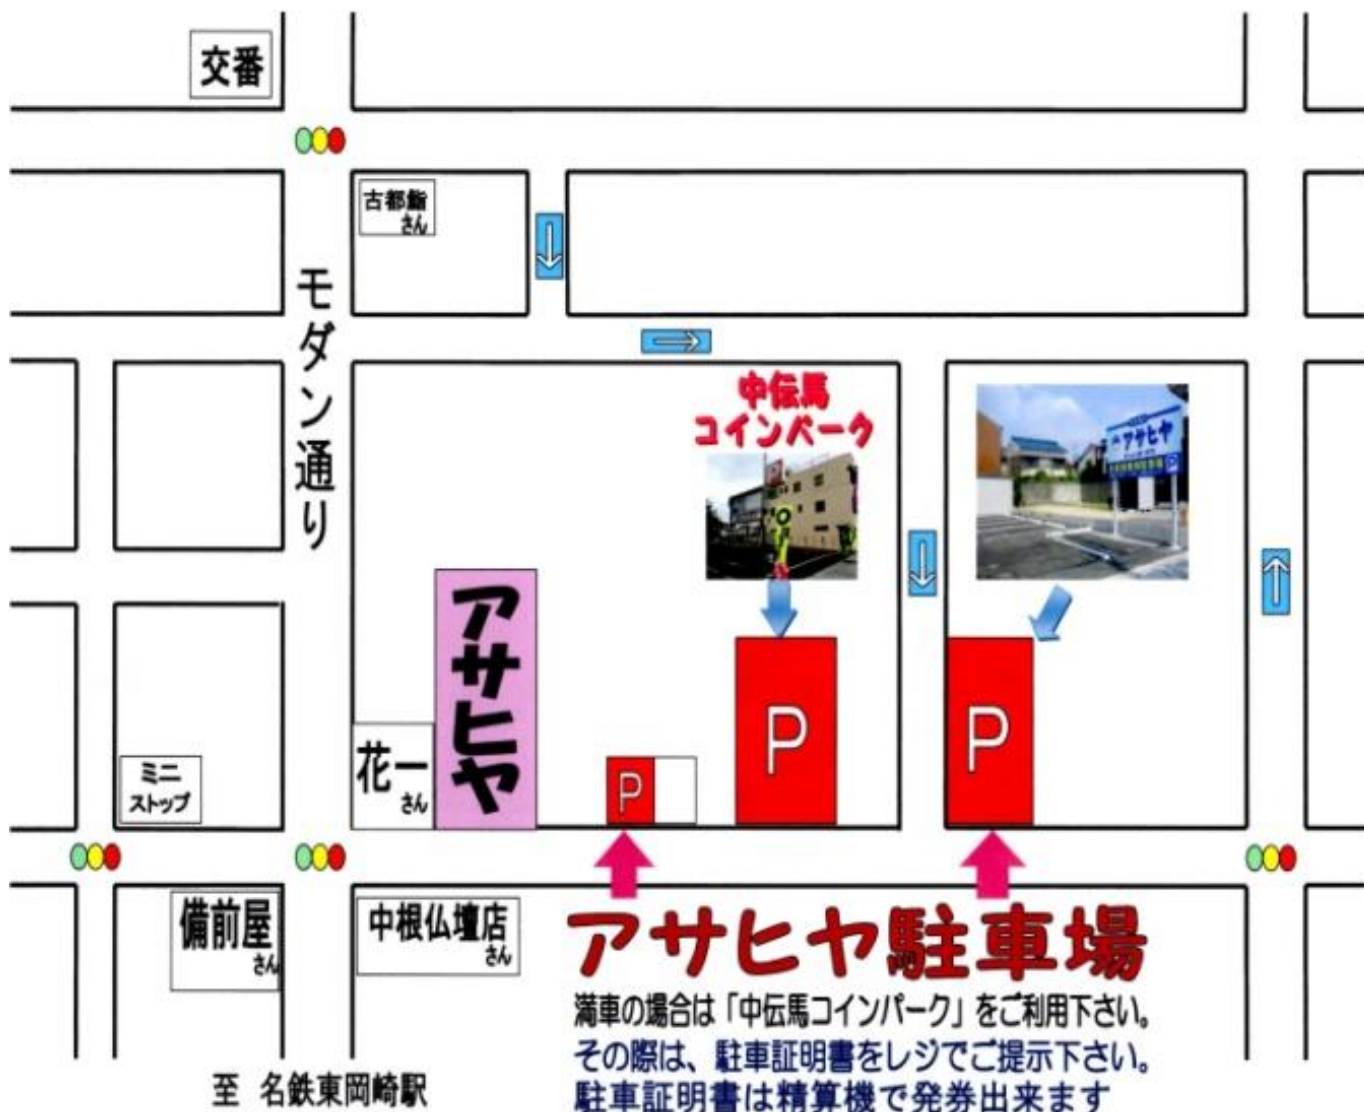 交番
古都鮨
さん
モダン通り
中伝馬
コインパーク
アサヒヤ
P
アサヒヤ
花一
さん
P
P
P
ミニ
ストップ
備前屋
さん
中根仏壇店
さん
アサヒヤ駐車場
満車の場合は「中伝馬コインパーク」をご利用下さい。
その際は、駐車証明書をレジでご提示下さい。
駐車証明書は精算機で発券出来ます
至 名鉄東岡崎駅